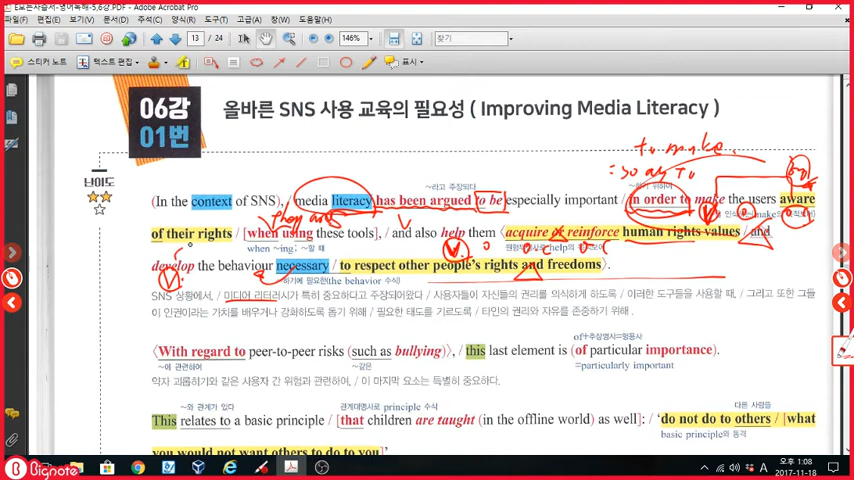 E모든자습서-영어독해-5,6강.PDF - Adobe Acrobat Pro
파일(F) 편집(E) 보기(V) 문서(D) 주석(C) 양식(R) 도구(T) 고급(A) 창(W) 도움말(H)
13 / 24 146% 찾기
스티커 노트 텍스트 편집 표시
06강
01번
올바른 SNS 사용 교육의 필요성 ( Improving Media Literacy )
난이도
to make
= so as to
~라고 주장되다 ~하기 위하여
(In the context of SNS), / media literacy has been argued to be especially important / in order to make the users aware
they are
of their rights / [when using these tools], / and also help them <acquire or reinforce human rights values / and
when ~ing; ~할 때
develop the behaviour necessary / to respect other people's rights and freedoms>.
~하기에 필요한(the behavior 수식)
SNS 상황에서, / 미디어 리터러시가 특히 중요하다고 주장되어왔다 / 사용자들이 자신들의 권리를 의식하게 하도록 / 이러한 도구들을 사용할 때, / 그리고 또한 그들
이 인권이라는 가치를 배우거나 강화하도록 돕기 위해 / 필요한 태도를 기르도록 / 타인의 권리와 자유를 존중하기 위해.
of+추상명사=형용사
<With regard to peer-to-peer risks (such as bullying)>, / this last element is (of particular importance).
~이 관련하여 ~같은 =particularly important
약자 괴롭히기와 같은 사용자 간 위험과 관련하여, / 이 마지막 요소는 특별히 중요하다.
~와 관계가 있다 관계대명사로 principle 수식 다른 사람들
This relates to a basic principle / [that children are taught (in the offline world) as well]: / 'do not do to others / [what
basic principle와 동격
you would not want others to do to you]'.
Bignote
오후 1:08
2017-11-18